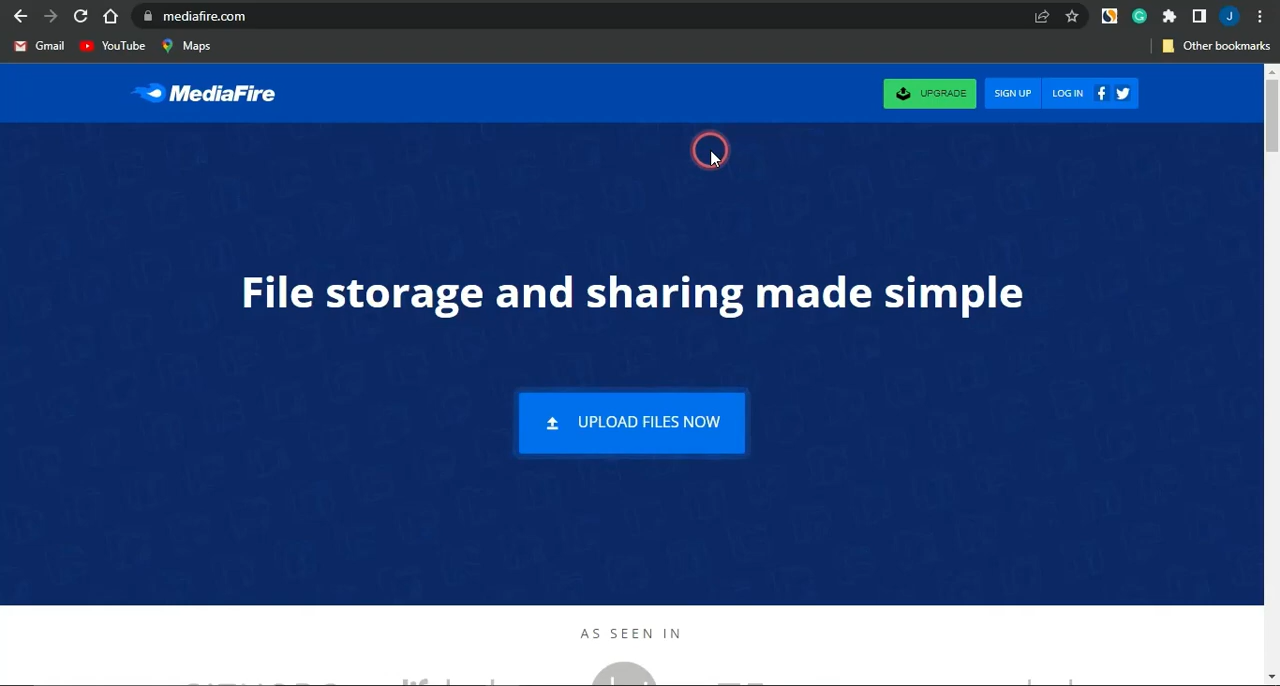 mediafire.com
J
Gmail YouTube Maps Other bookmarks
MediaFire UPGRADE SIGN UP LOG IN
File storage and sharing made simple
UPLOAD FILES NOW
AS SEEN IN